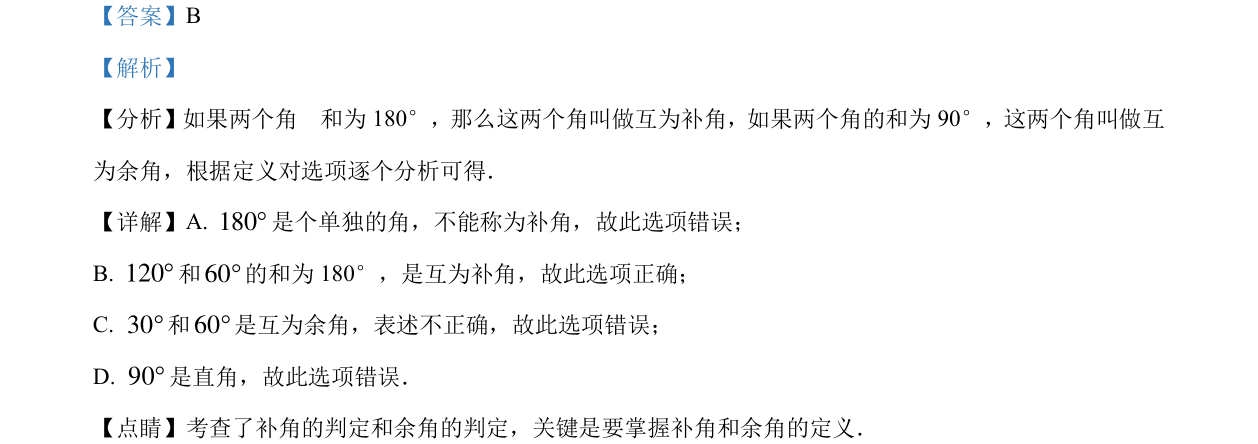 【答案】B
【解析】
【分析】如果两个角 和为 180°，那么这两个角叫做互为补角，如果两个角的和为 90°，这两个角叫做互
为余角，根据定义对选项逐个分析可得．
【详解】A. 180°是个单独的角，不能称为补角，故此选项错误；
B. 120°和60°的和为 180°，是互为补角，故此选项正确；
C. 30°和60°是互为余角，表述不正确，故此选项错误；
D. 90°是直角，故此选项错误．
【点睛】考查了补角的判定和余角的判定，关键是要掌握补角和余角的定义．